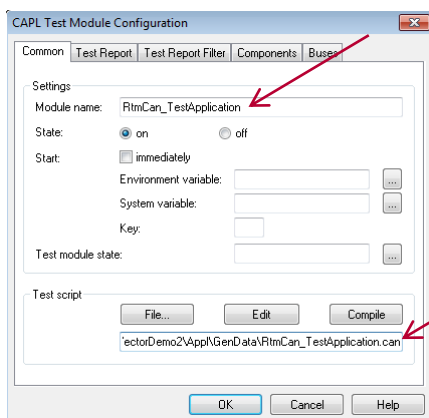 CAPL Test Module Configuration
Common Test Report Test Report Filter Components Buses
Settings
Module name: RtmCan_TestApplication
State: on off
Start: immediately
Environment variable: ...
System variable: ...
Key:
Test module state: ...
Test script
File... Edit Compile
'ectorDemo2\Appl\GenData\RtmCan_TestApplication.can
OK Cancel Help